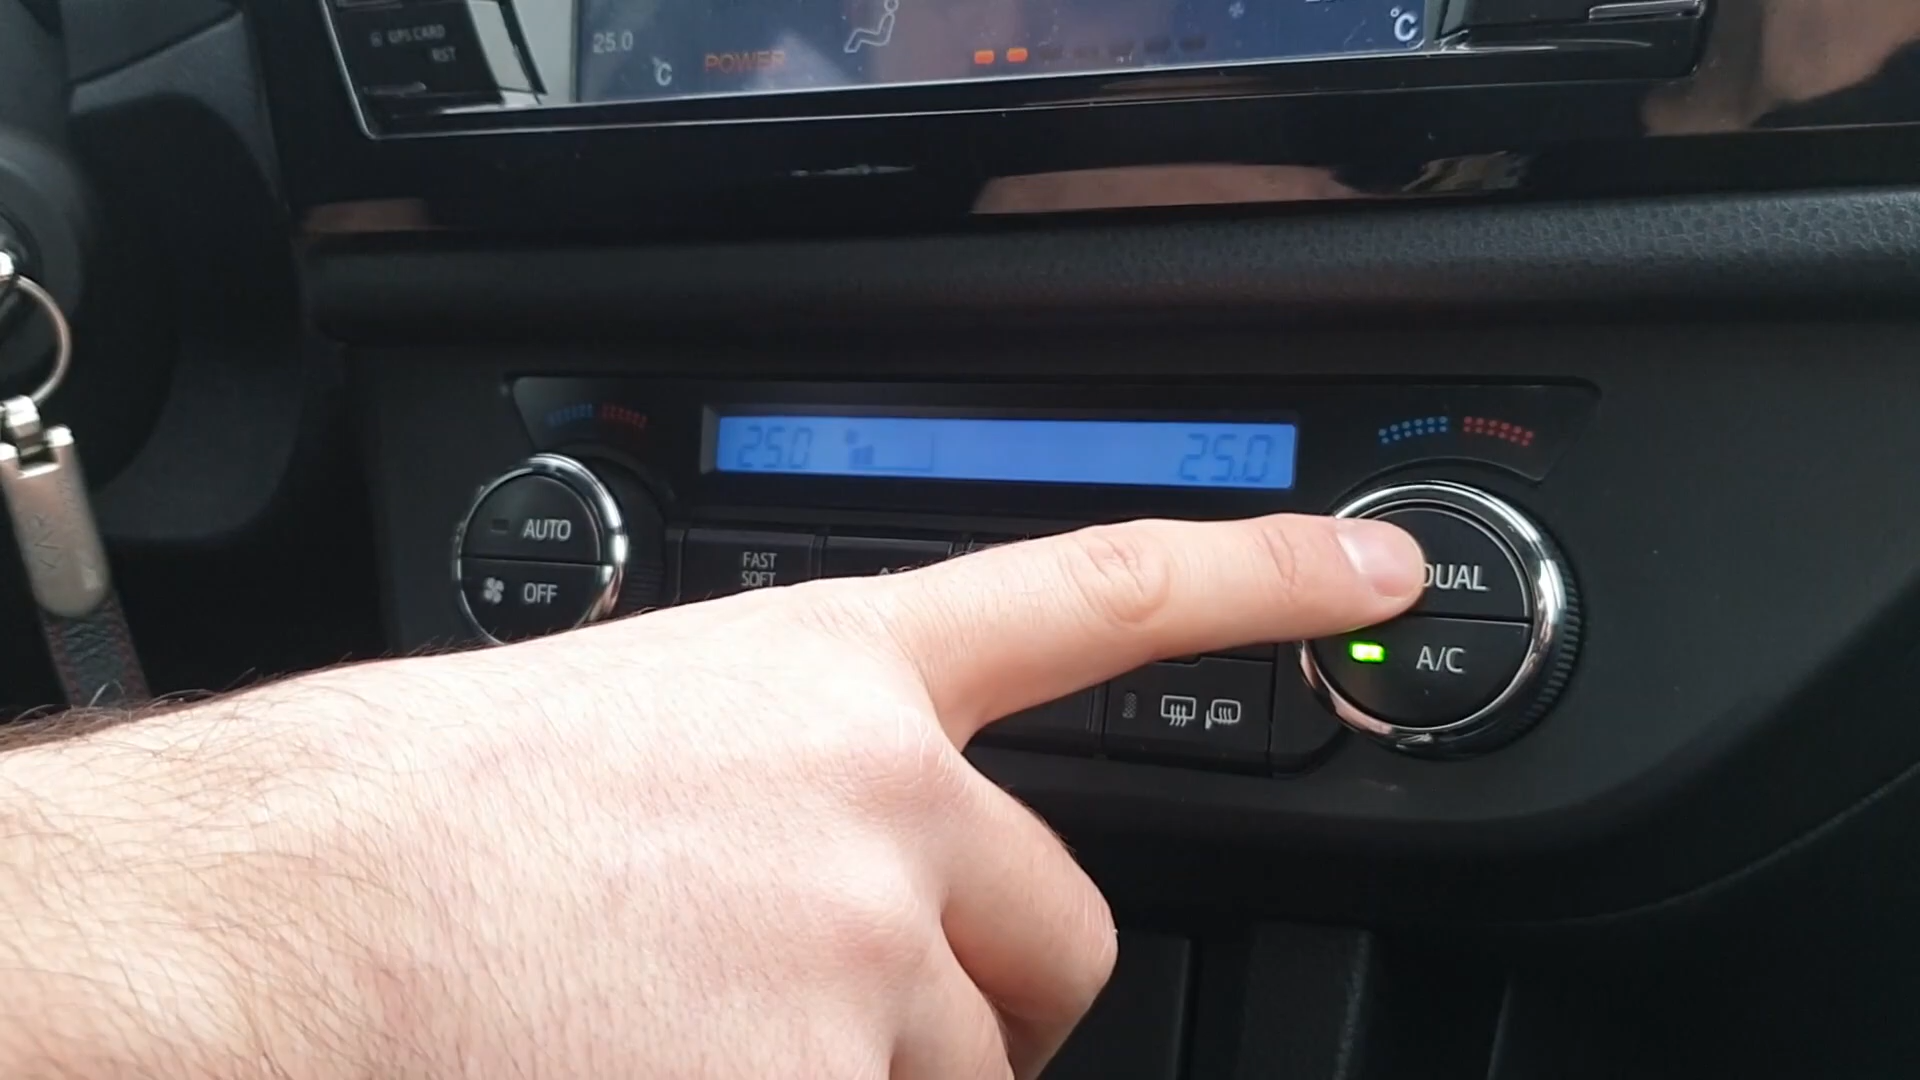 GPS CARD
RST
25.0
°C
POWER
°C
25.0
25.0
AUTO
OFF
FAST
SOFT
DUAL
A/C